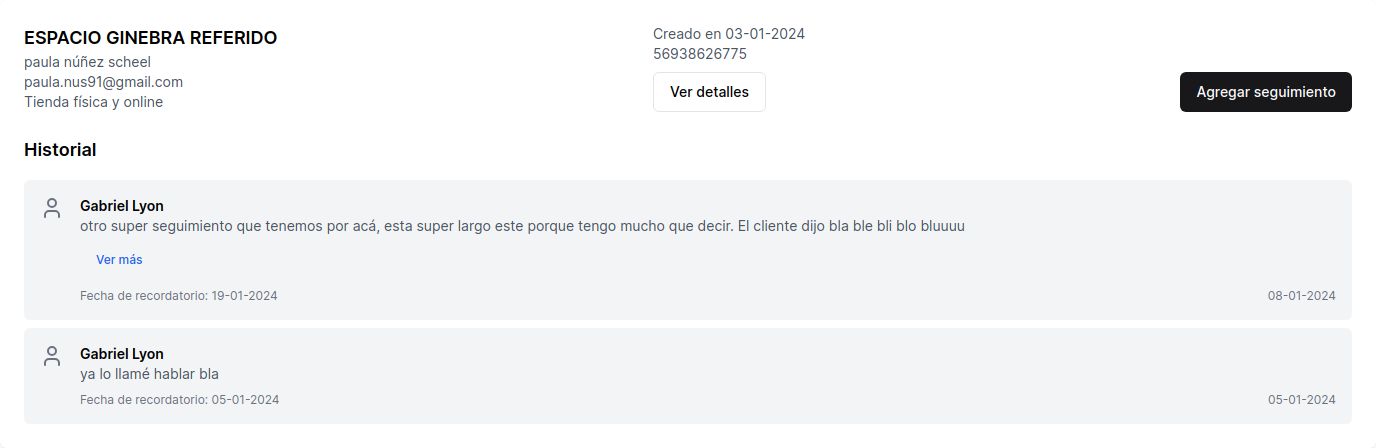 ESPACIO GINEBRA REFERIDO
paula núñez scheel
paula.nus91@gmail.com
Tienda física y online
Creado en 03-01-2024
56938626775
Ver detalles
Agregar seguimiento
Historial
Gabriel Lyon
otro super seguimiento que tenemos por acá, esta super largo este porque tengo mucho que decir. El cliente dijo bla ble bli blo bluuuu
Ver más
Fecha de recordatorio: 19-01-2024
08-01-2024
Gabriel Lyon
ya lo llamé hablar bla
Fecha de recordatorio: 05-01-2024
05-01-2024